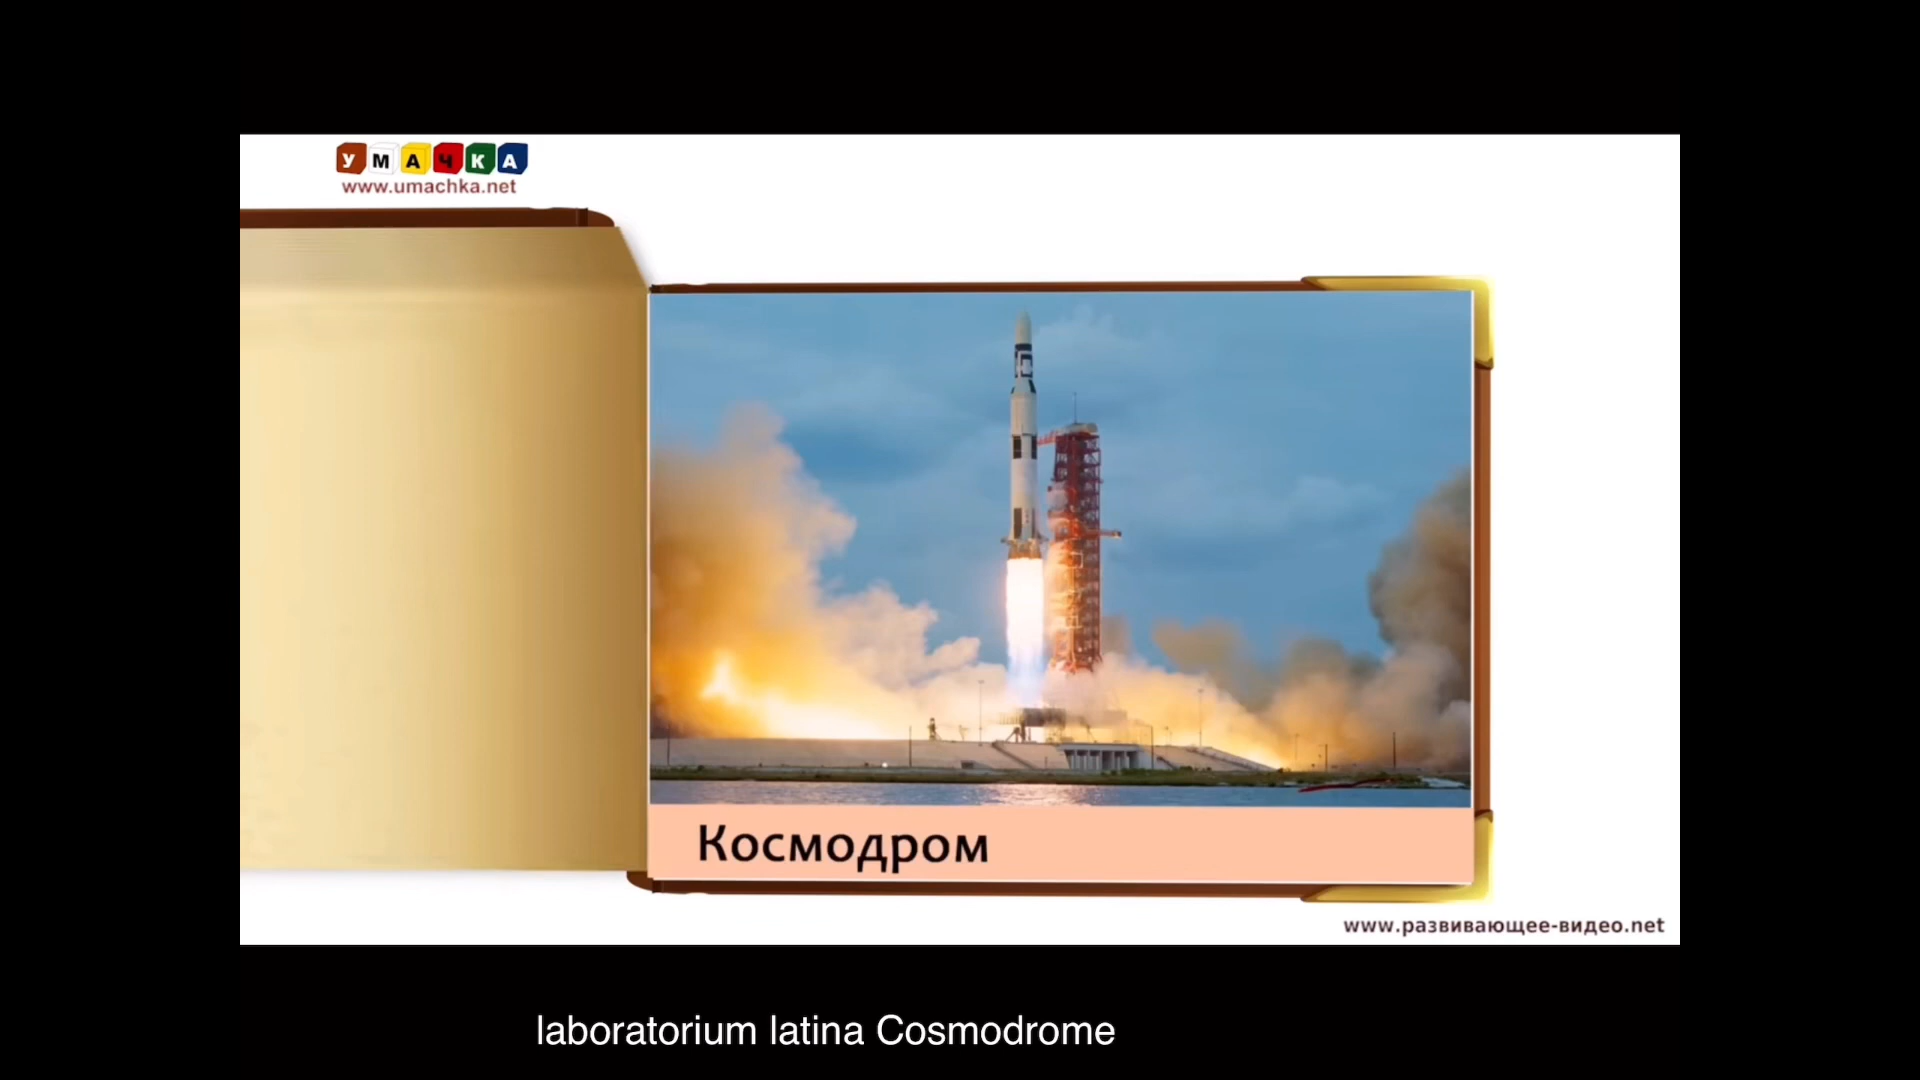 УМАЧКА
www.umachka.net
Космодром
www.развивающее-видео.net
laboratorium latina Cosmodrome